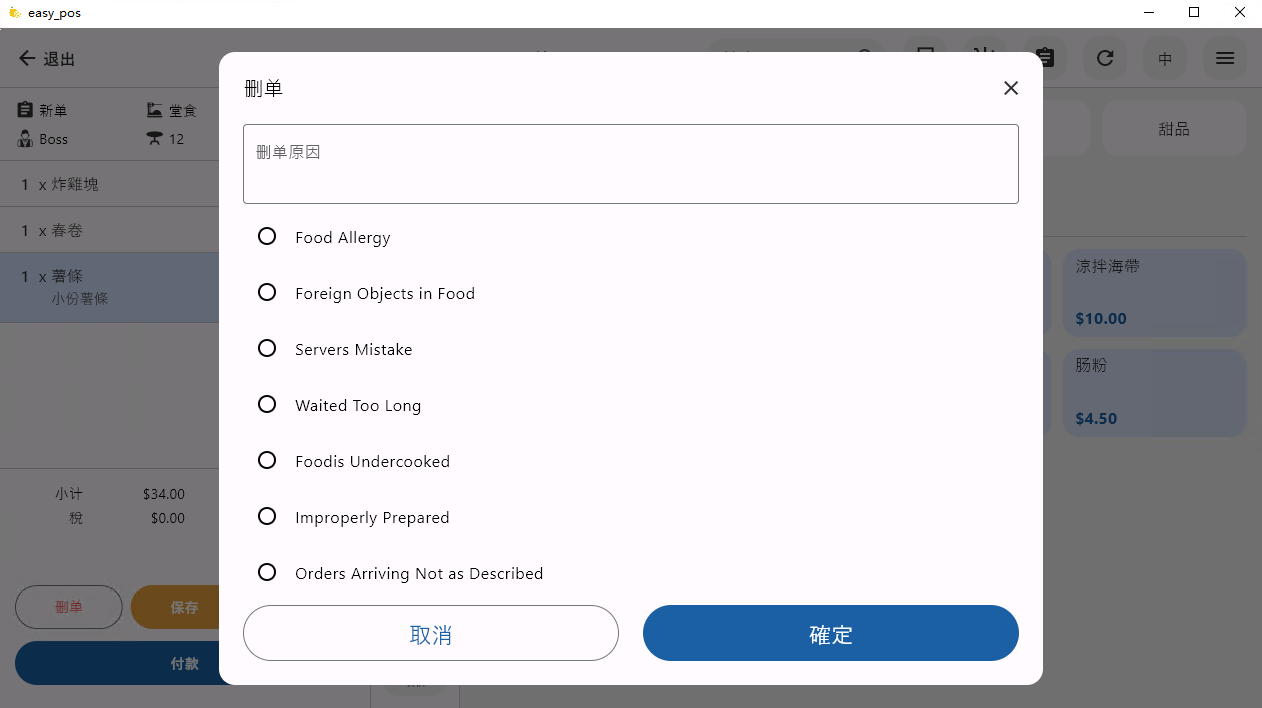 easy_pos
退出
中
新单
堂食
Boss
12
甜品
1 x 炸雞塊
1 x 春卷
1 x 薯條
小份薯條
小计 $34.00
稅 $0.00
删单
保存
付款
删单
删单原因
Food Allergy
Foreign Objects in Food
Servers Mistake
Waited Too Long
Foodis Undercooked
Improperly Prepared
Orders Arriving Not as Described
取消
確定
涼拌海帶
$10.00
肠粉
$4.50